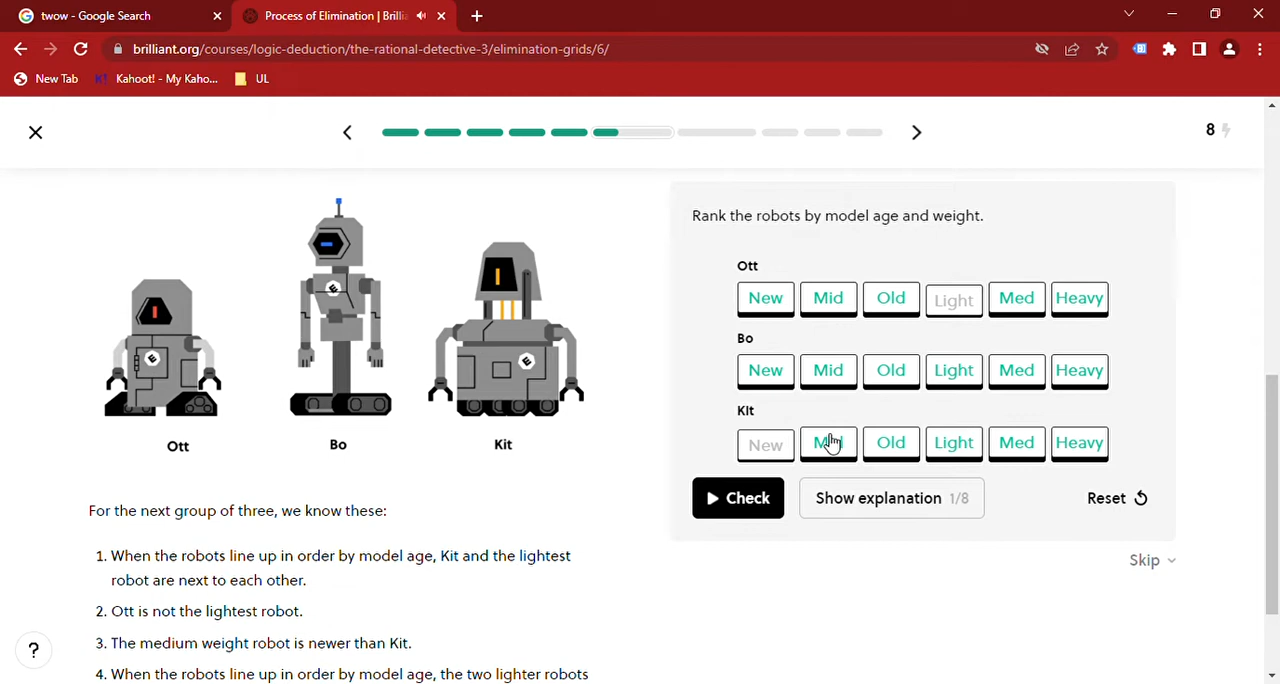 twow - Google Search
Process of Elimination | Brillia
brilliant.org/courses/logic-deduction/the-rational-detective-3/elimination-grids/6/
New Tab
Kahoot! - My Kaho...
UL
8
Rank the robots by model age and weight.
Ott
New Mid Old Light Med Heavy
Bo
New Mid Old Light Med Heavy
Kit
New Mid Old Light Med Heavy
Check Show explanation 1/8 Reset
Skip
E E E
Ott Bo Kit
For the next group of three, we know these:
1. When the robots line up in order by model age, Kit and the lightest
robot are next to each other.
2. Ott is not the lightest robot.
3. The medium weight robot is newer than Kit.
4. When the robots line up in order by model age, the two lighter robots
?